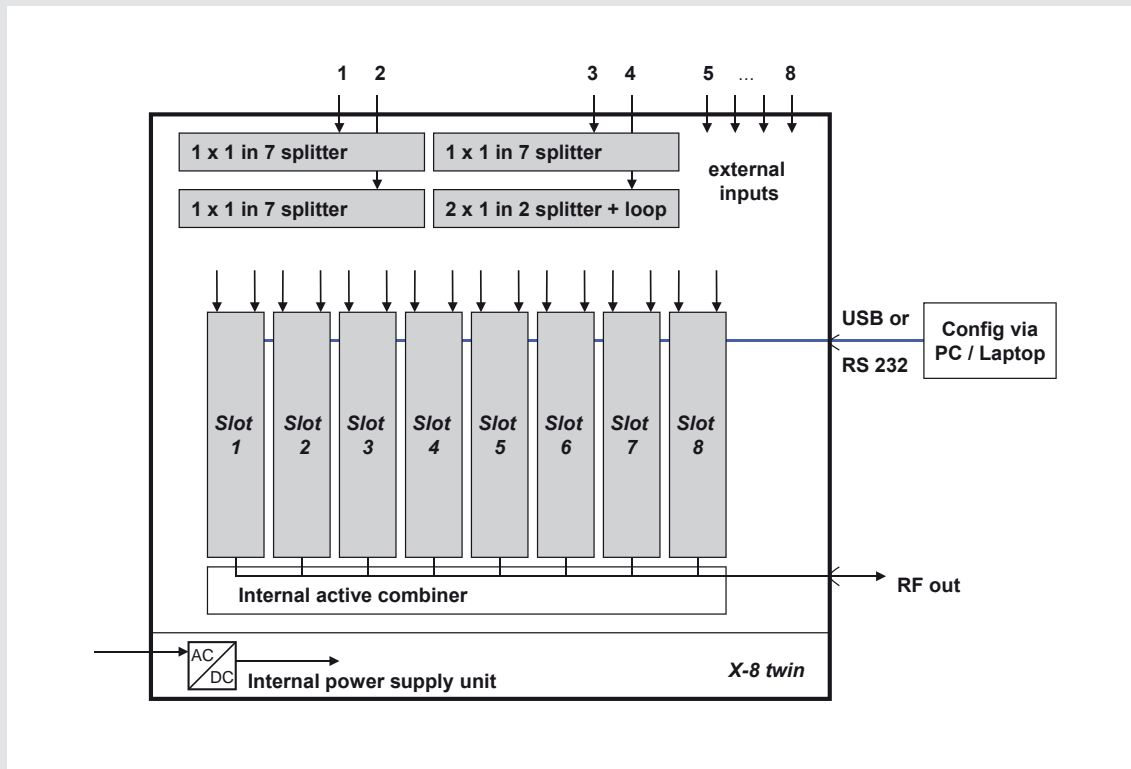 1 2 3 4 5 ... 8
1 x 1 in 7 splitter
1 x 1 in 7 splitter
external
inputs
1 x 1 in 7 splitter
2 x 1 in 2 splitter + loop
USB or
RS 232
Config via
PC / Laptop
Slot
1
Slot
2
Slot
3
Slot
4
Slot
5
Slot
6
Slot
7
Slot
8
Internal active combiner
RF out
AC
DC
Internal power supply unit
X-8 twin